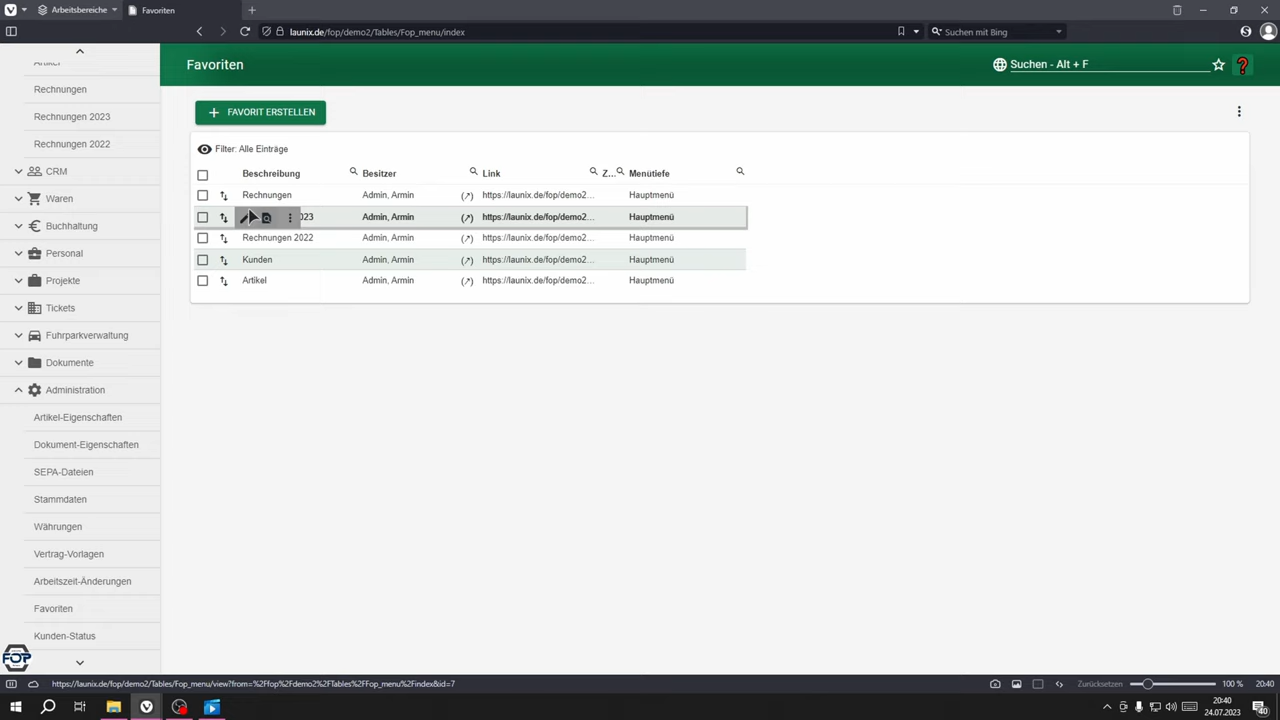 Arbeitsbereiche
Favoriten
launix.de/fop/demo2/Tables/Fop_menu/index
Suchen mit Bing
Artikel
Rechnungen
Rechnungen 2023
Rechnungen 2022
CRM
Waren
Buchhaltung
Personal
Projekte
Tickets
Fuhrparkverwaltung
Dokumente
Administration
Artikel-Eigenschaften
Dokument-Eigenschaften
SEPA-Dateien
Stammdaten
Währungen
Vertrag-Vorlagen
Arbeitszeit-Änderungen
Favoriten
Kunden-Status
FOP
Favoriten
Suchen - Alt + F
FAVORIT ERSTELLEN
Filter: Alle Einträge
Beschreibung Besitzer Link Z... Menütiefe
Rechnungen Admin, Armin (↗) https://launix.de/fop/demo2... Hauptmenü
023 Admin, Armin (↗) https://launix.de/fop/demo2... Hauptmenü
Rechnungen 2022 Admin, Armin (↗) https://launix.de/fop/demo2... Hauptmenü
Kunden Admin, Armin (↗) https://launix.de/fop/demo2... Hauptmenü
Artikel Admin, Armin (↗) https://launix.de/fop/demo2... Hauptmenü
https://launix.de/fop/demo2/Tables/Fop_menu/view?from=%2Ffop%2Fdemo2%2FTables%2FFop_menu%2Findex&id=7
Zurücksetzen 100 % 20:40
20:40
24.07.2023
40